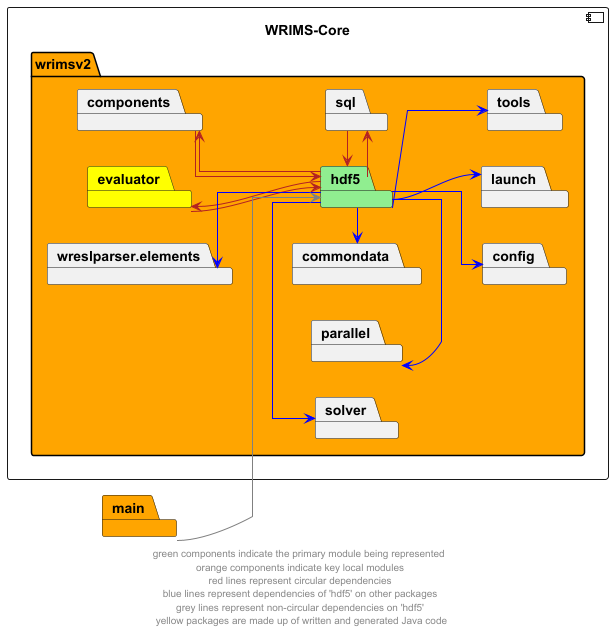 WRIMS-Core
wrimsv2
components
sql
tools
evaluator
hdf5
launch
wreslparser.elements
commondata
config
parallel
solver
main
green components indicate the primary module being represented
orange components indicate key local modules
red lines represent circular dependencies
blue lines represent dependencies of 'hdf5' on other packages
grey lines represent non-circular dependencies on 'hdf5'
yellow packages are made up of written and generated Java code